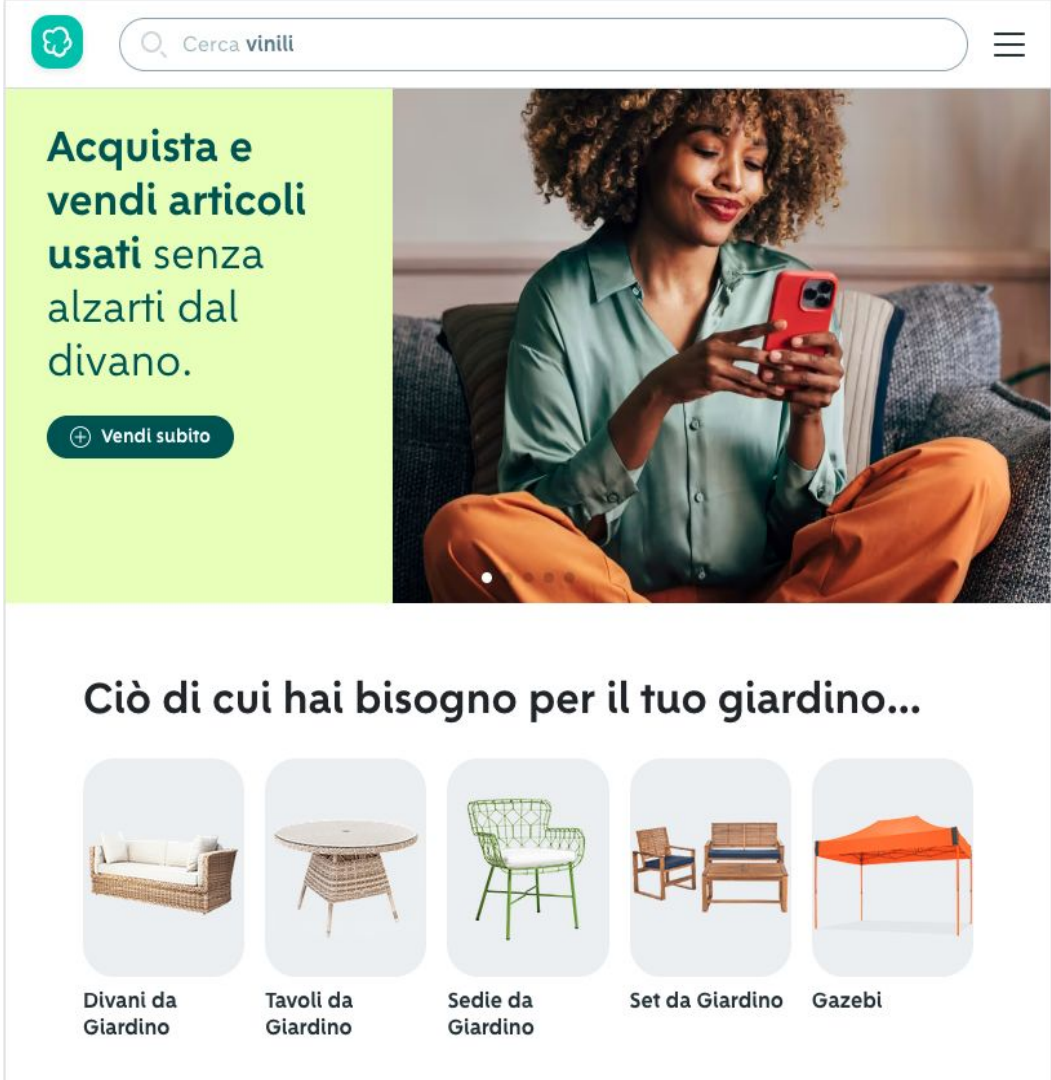 Cerca vinili
Acquista e
vendi articoli
usati senza
alzarti dal
divano.
Vendi subito
Ciò di cui hai bisogno per il tuo giardino...
Divani da
Giardino
Tavoli da
Giardino
Sedie da
Giardino
Set da Giardino
Gazebi